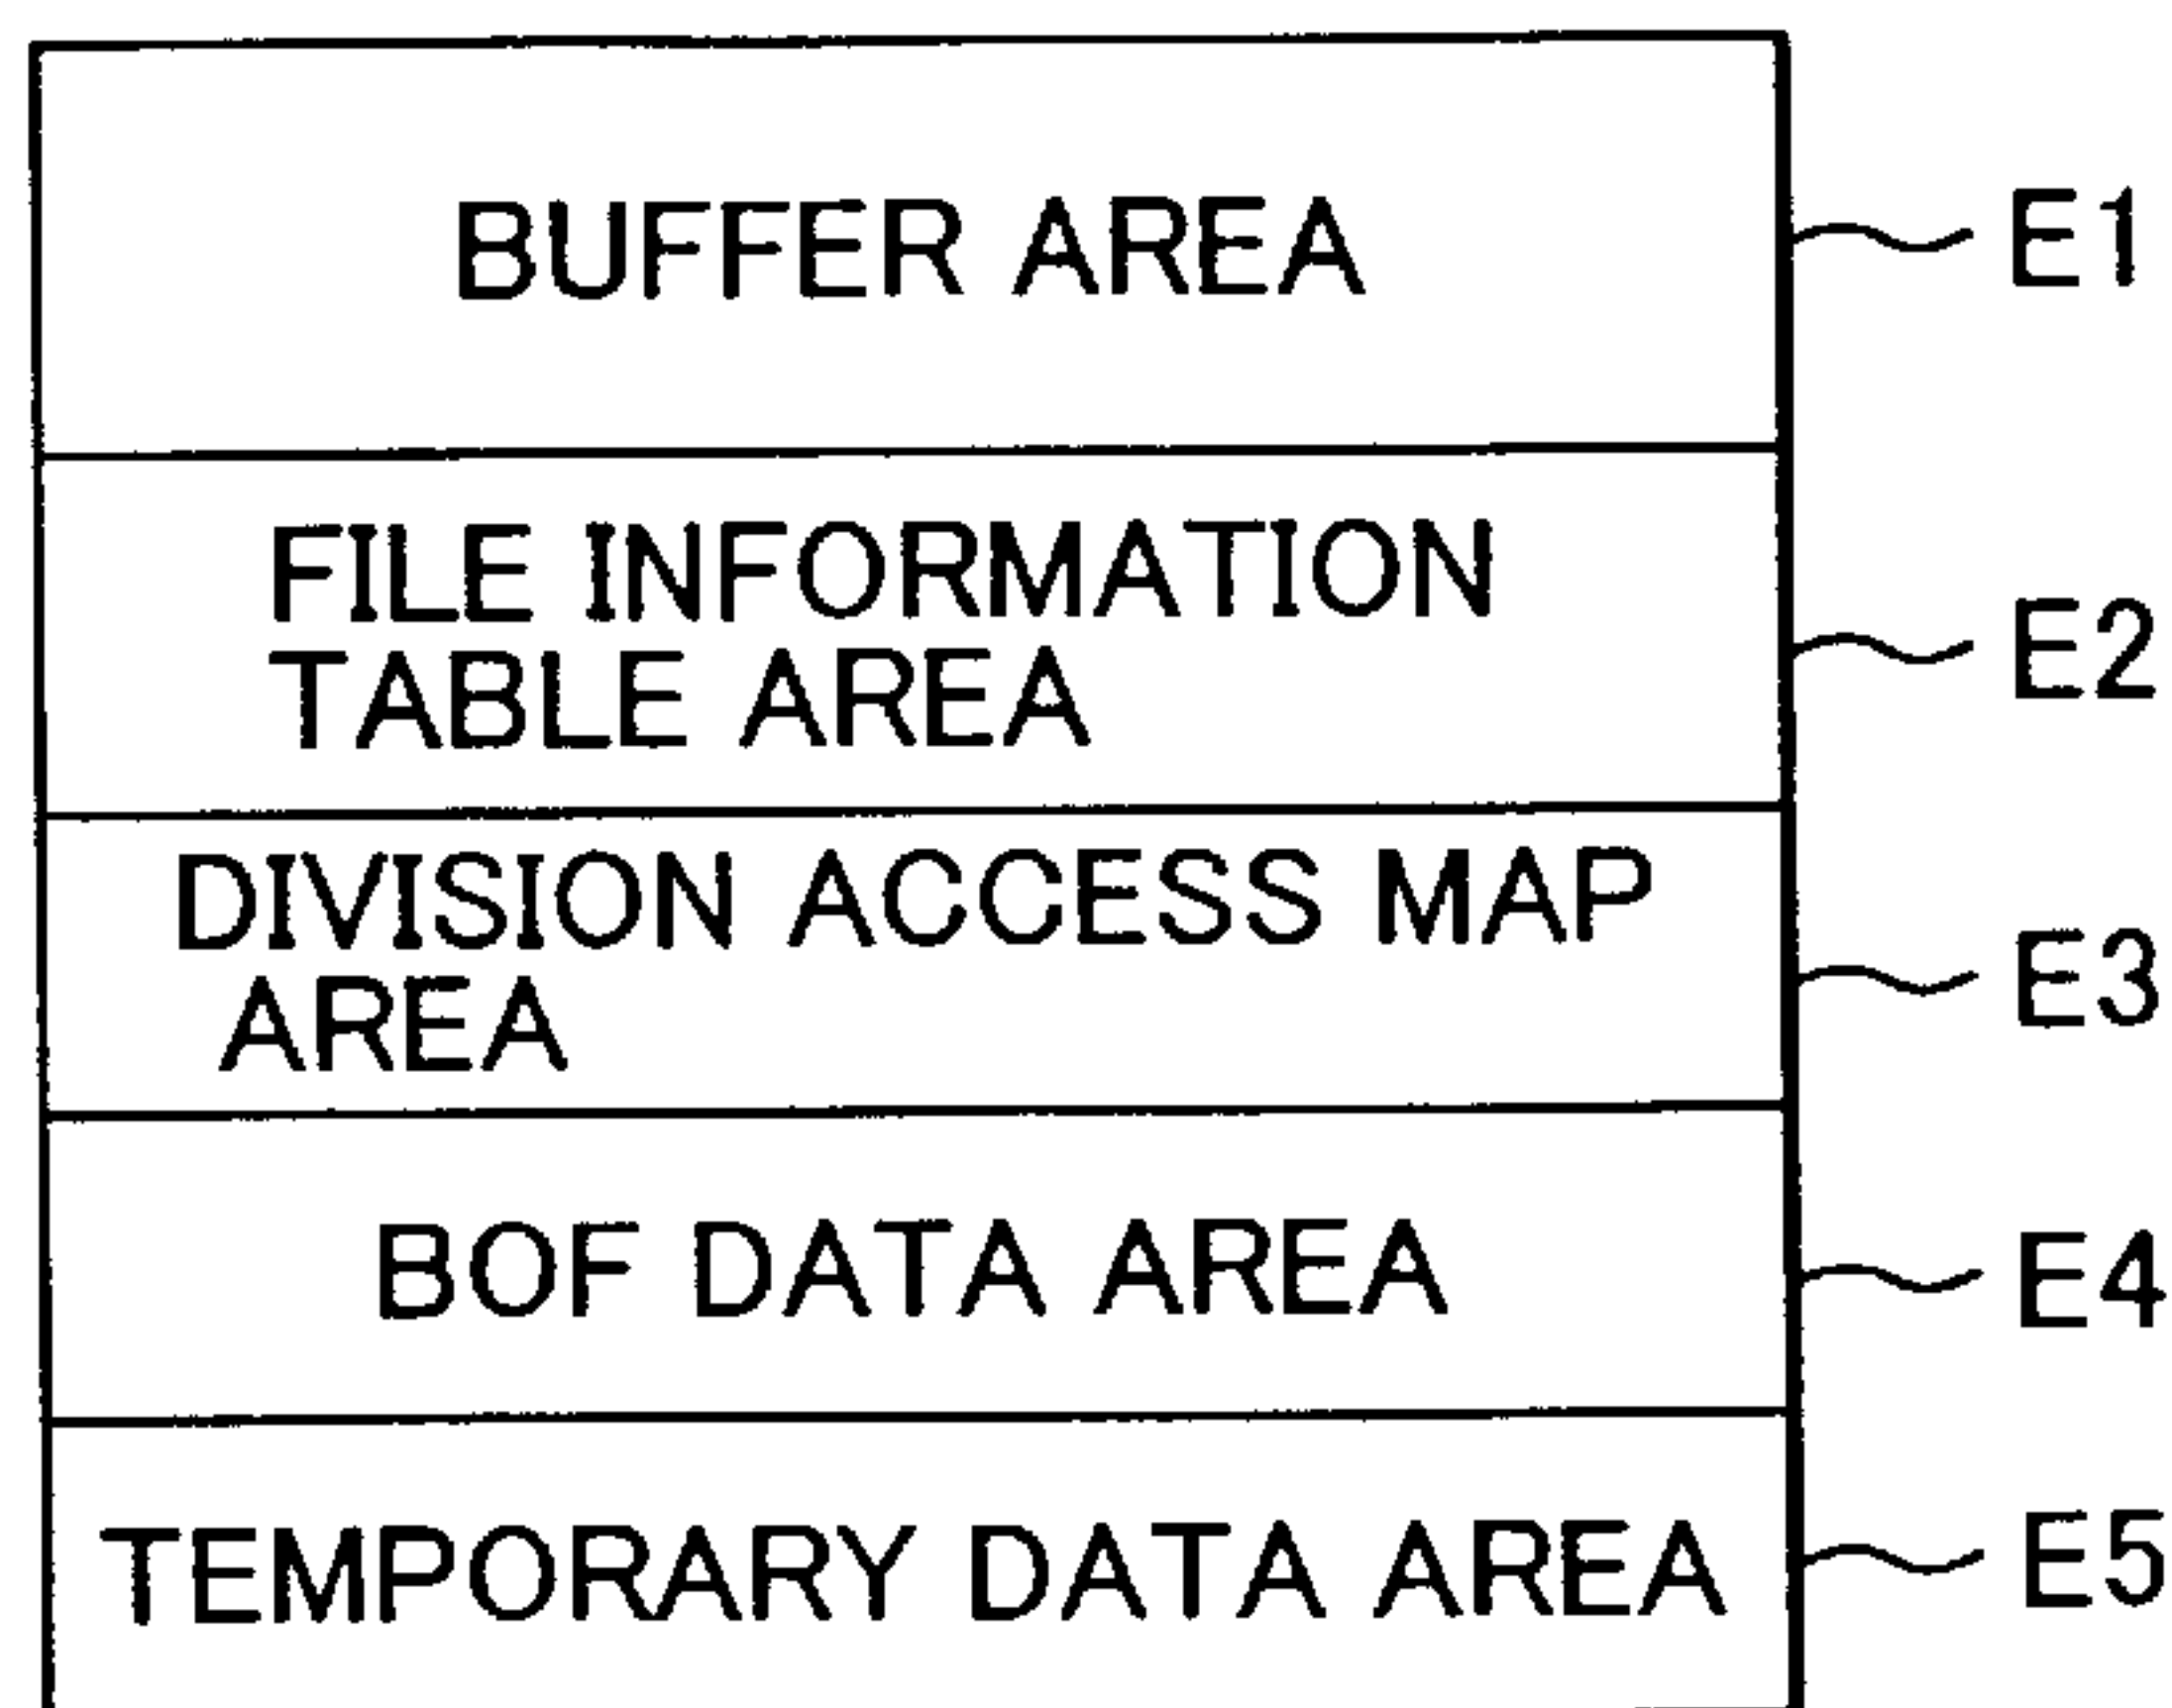 BUFFER AREA
E1
FILE INFORMATION
TABLE AREA
E2
DIVISION ACCESS MAP
AREA
E3
BOF DATA AREA
E4
TEMPORARY DATA AREA
E5